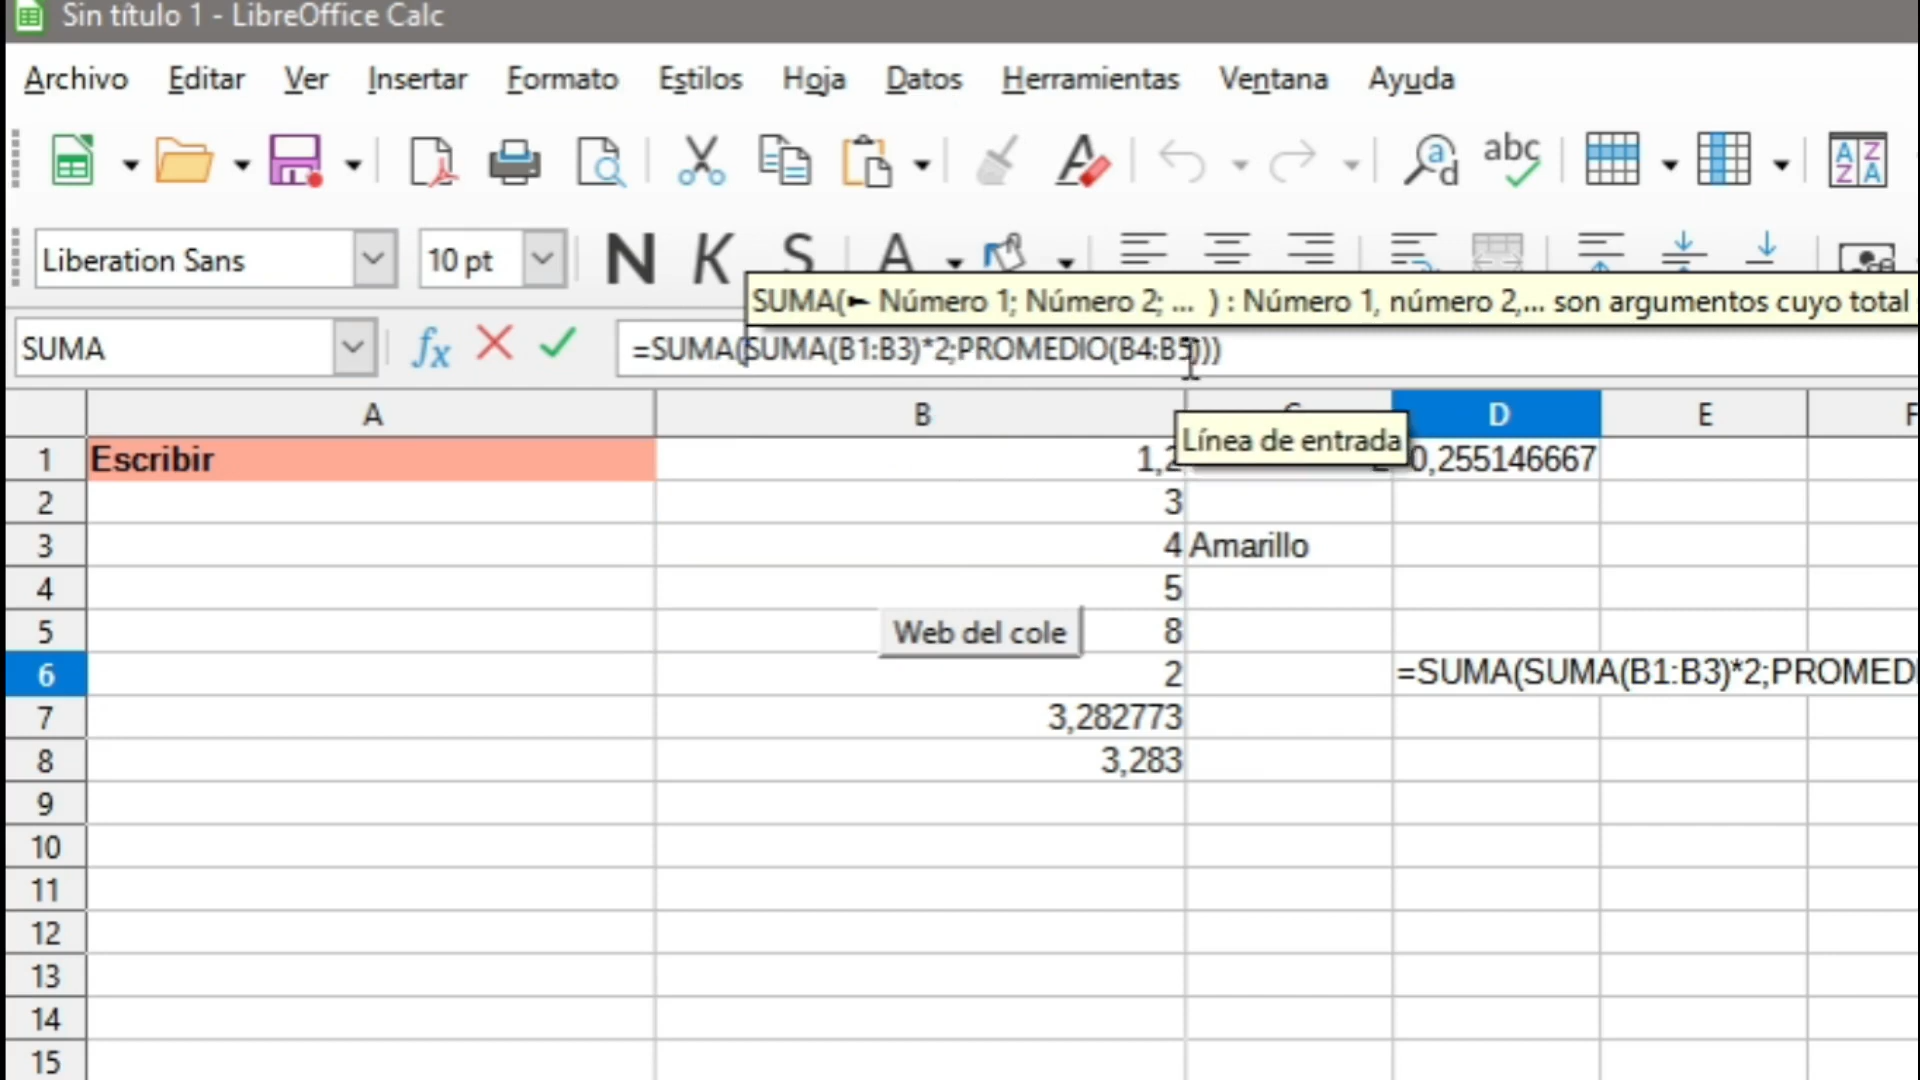 Sin título 1 - LibreOffice Calc
Archivo Editar Ver Insertar Formato Estilos Hoja Datos Herramientas Ventana Ayuda
abc
Liberation Sans 10 pt N K S A
SUMA(► Número 1; Número 2; ... ) : Número 1, número 2,... son argumentos cuyo total
SUMA fx =SUMA(SUMA(B1:B3)*2;PROMEDIO(B4:B5)))
A B C D E F
Línea de entrada
1 Escribir 1,2 2 0,255146667
2 3
3 4 Amarillo
4 5
5 Web del cole 8
6 2 =SUMA(SUMA(B1:B3)*2;PROMED
7 3,282773
8 3,283
9
10
11
12
13
14
15